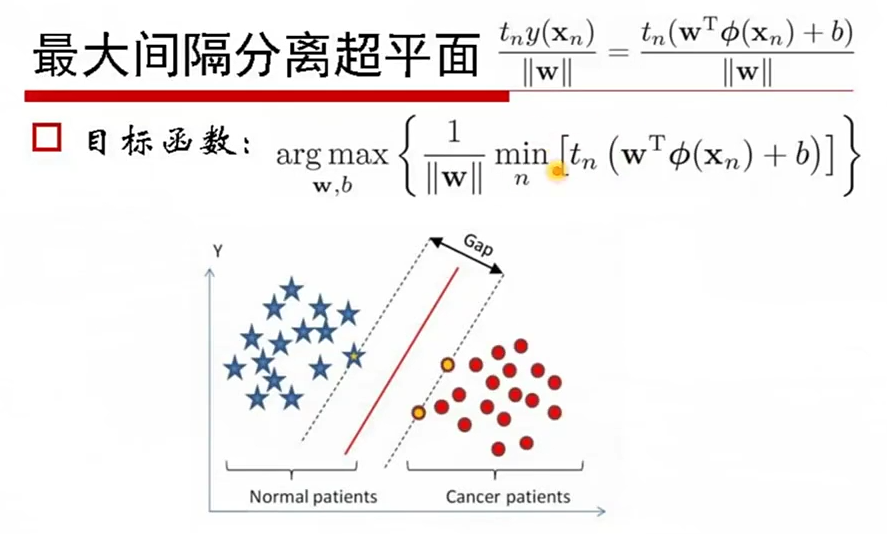 最大间隔分离超平面 $\frac{t_n y(\mathbf{x}_n)}{\|\mathbf{w}\|} = \frac{t_n(\mathbf{w}^{\mathrm{T}}\phi(\mathbf{x}_n) + b)}{\|\mathbf{w}\|}$
目标函数: $\underset{\mathbf{w},b}{\arg\max} \left\{ \frac{1}{\|\mathbf{w}\|} \min_n \left[ t_n \left( \mathbf{w}^{\mathrm{T}}\phi(\mathbf{x}_n) + b \right) \right] \right\}$
Gap
Y
Normal patients
Cancer patients